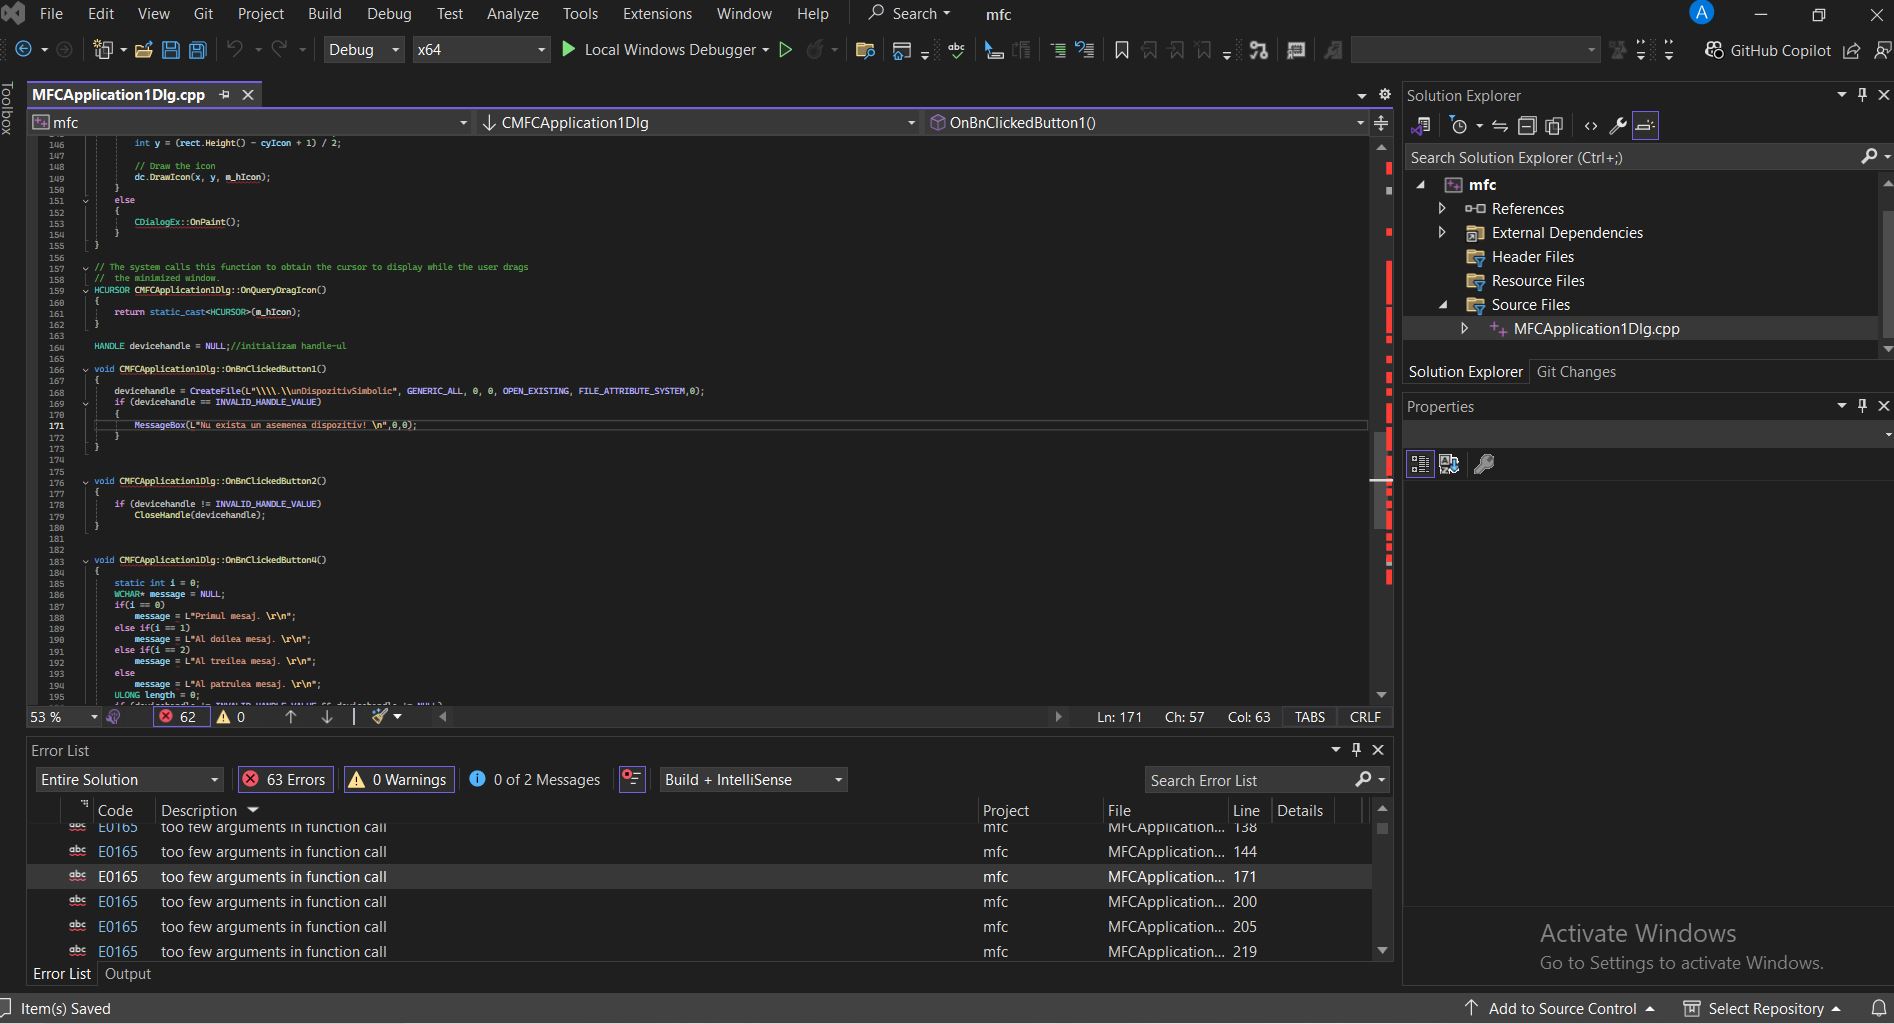 File Edit View Git Project Build Debug Test Analyze Tools Extensions Window Help Search mfc A
Debug x64 Local Windows Debugger abc GitHub Copilot
Toolbox
MFCApplication1Dlg.cpp
mfc CMFCApplication1Dlg OnBnClickedButton1()
146 int y = (rect.Height() - cyIcon + 1) / 2;
147
148 // Draw the icon
149 dc.DrawIcon(x, y, m_hIcon);
150 }
151 else
152 {
153 CDialogEx::OnPaint();
154 }
155 }
156
157 // The system calls this function to obtain the cursor to display while the user drags
158 //  the minimized window.
159 HCURSOR CMFCApplication1Dlg::OnQueryDragIcon()
160 {
161 return static_cast<HCURSOR>(m_hIcon);
162 }
163
164 HANDLE devicehandle = NULL;//initializam handle-ul
165
166 void CMFCApplication1Dlg::OnBnClickedButton1()
167 {
168 devicehandle = CreateFile(L"\\\\.\\unDispozitivSimbolic", GENERIC_ALL, 0, 0, OPEN_EXISTING, FILE_ATTRIBUTE_SYSTEM,0);
169 if (devicehandle == INVALID_HANDLE_VALUE)
170 {
171 MessageBox(L"Nu exista un asemenea dispozitiv! \n",0,0);
172 }
173 }
174
175
176 void CMFCApplication1Dlg::OnBnClickedButton2()
177 {
178 if (devicehandle != INVALID_HANDLE_VALUE)
179 CloseHandle(devicehandle);
180 }
181
182
183 void CMFCApplication1Dlg::OnBnClickedButton4()
184 {
185 static int i = 0;
186 WCHAR* message = NULL;
187 if(i == 0)
188 message = L"Primul mesaj. \r\n";
189 else if(i == 1)
190 message = L"Al doilea mesaj. \r\n";
191 else if(i == 2)
192 message = L"Al treilea mesaj. \r\n";
193 else
194 message = L"Al patrulea mesaj. \r\n";
195 ULONG length = 0;
53 % 62 0 Ln: 171 Ch: 57 Col: 63 TABS CRLF
Error List
Entire Solution 63 Errors 0 Warnings 0 of 2 Messages Build + IntelliSense Search Error List
Code Description Project File Line Details
abc E0165 too few arguments in function call mfc MFCApplication... 138
abc E0165 too few arguments in function call mfc MFCApplication... 144
abc E0165 too few arguments in function call mfc MFCApplication... 171
abc E0165 too few arguments in function call mfc MFCApplication... 200
abc E0165 too few arguments in function call mfc MFCApplication... 205
abc E0165 too few arguments in function call mfc MFCApplication... 219
Error List Output
Solution Explorer
Search Solution Explorer (Ctrl+;)
mfc
References
External Dependencies
Header Files
Resource Files
Source Files
MFCApplication1Dlg.cpp
Solution Explorer Git Changes
Properties
Activate Windows
Go to Settings to activate Windows.
Item(s) Saved Add to Source Control Select Repository